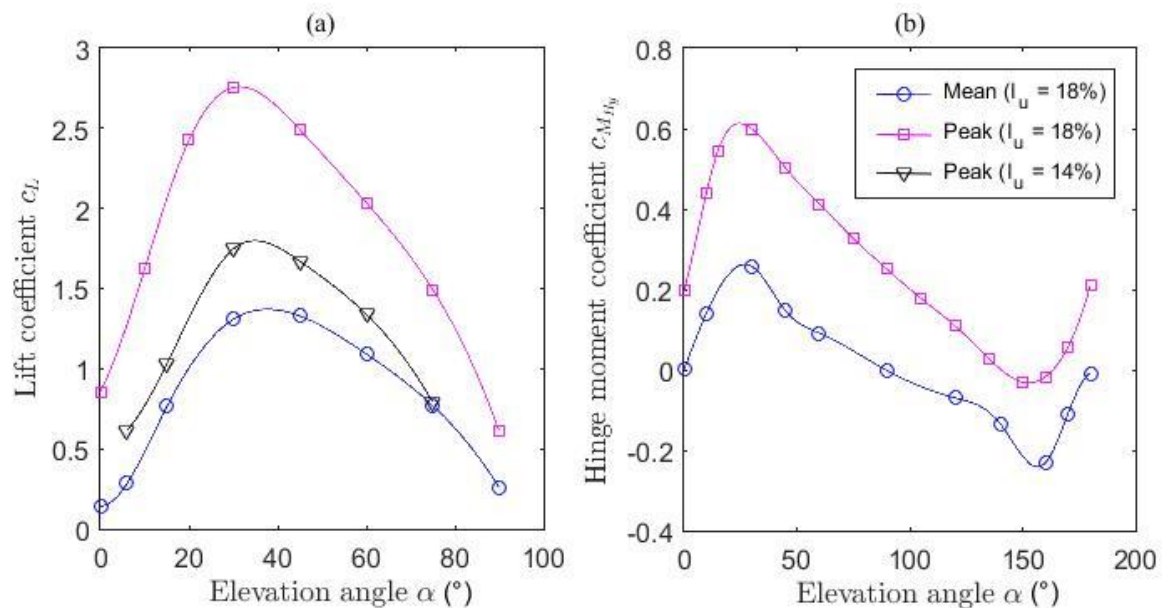 (a)
3
2.5
2
1.5
1
0.5
0
0 20 40 60 80 100
Lift coefficient c_L
Elevation angle α (°)
(b)
0.8
0.6
0.4
0.2
0
-0.2
-0.4
0 50 100 150 200
Hinge moment coefficient c_{M_{H_y}}
Elevation angle α (°)
Mean (I_u = 18%)
Peak (I_u = 18%)
Peak (I_u = 14%)